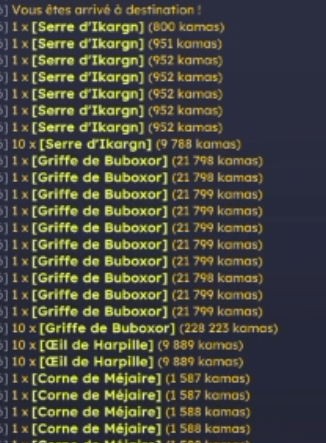 ] Vous êtes arrivé à destination !
] 1 x [Serre d'Ikargn] (800 kamas)
] 1 x [Serre d'Ikargn] (951 kamas)
] 1 x [Serre d'Ikargn] (952 kamas)
] 1 x [Serre d'Ikargn] (952 kamas)
] 1 x [Serre d'Ikargn] (952 kamas)
] 1 x [Serre d'Ikargn] (952 kamas)
] 1 x [Serre d'Ikargn] (952 kamas)
] 10 x [Serre d'Ikargn] (9 788 kamas)
] 1 x [Griffe de Buboxor] (21 798 kamas)
] 1 x [Griffe de Buboxor] (21 798 kamas)
] 1 x [Griffe de Buboxor] (21 799 kamas)
] 1 x [Griffe de Buboxor] (21 799 kamas)
] 1 x [Griffe de Buboxor] (21 799 kamas)
] 1 x [Griffe de Buboxor] (21 799 kamas)
] 1 x [Griffe de Buboxor] (21 799 kamas)
] 1 x [Griffe de Buboxor] (21 798 kamas)
] 1 x [Griffe de Buboxor] (21 799 kamas)
] 1 x [Griffe de Buboxor] (21 799 kamas)
] 10 x [Griffe de Buboxor] (228 223 kamas)
] 10 x [Œil de Harpille] (9 889 kamas)
] 10 x [Œil de Harpille] (9 889 kamas)
] 1 x [Corne de Méjaire] (1 587 kamas)
] 1 x [Corne de Méjaire] (1 587 kamas)
] 1 x [Corne de Méjaire] (1 588 kamas)
] 1 x [Corne de Méjaire] (1 588 kamas)